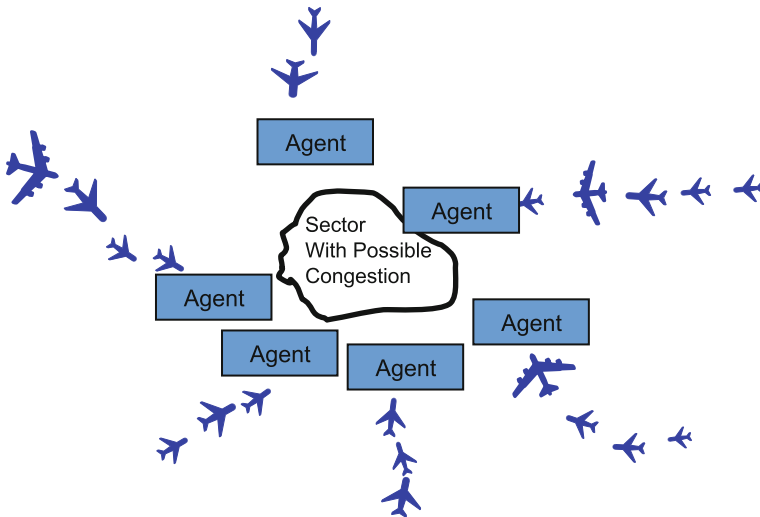 Agent
Agent
Sector
With Possible
Congestion
Agent
Agent
Agent
Agent